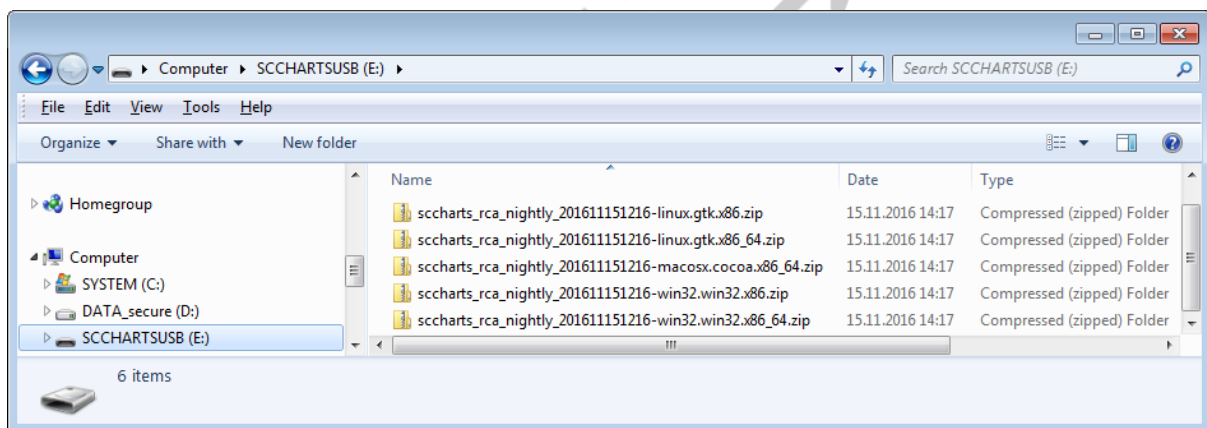 Computer SCCHARTSUSB (E:) Search SCCHARTSUSB (E:)
File Edit View Tools Help
Organize Share with New folder
Name Date Type
Homegroup
sccharts_rca_nightly_201611151216-linux.gtk.x86.zip 15.11.2016 14:17 Compressed (zipped) Folder
sccharts_rca_nightly_201611151216-linux.gtk.x86_64.zip 15.11.2016 14:17 Compressed (zipped) Folder
Computer
sccharts_rca_nightly_201611151216-macosx.cocoa.x86_64.zip 15.11.2016 14:17 Compressed (zipped) Folder
SYSTEM (C:)
sccharts_rca_nightly_201611151216-win32.win32.x86.zip 15.11.2016 14:17 Compressed (zipped) Folder
DATA_secure (D:)
sccharts_rca_nightly_201611151216-win32.win32.x86_64.zip 15.11.2016 14:17 Compressed (zipped) Folder
SCCHARTSUSB (E:)
6 items